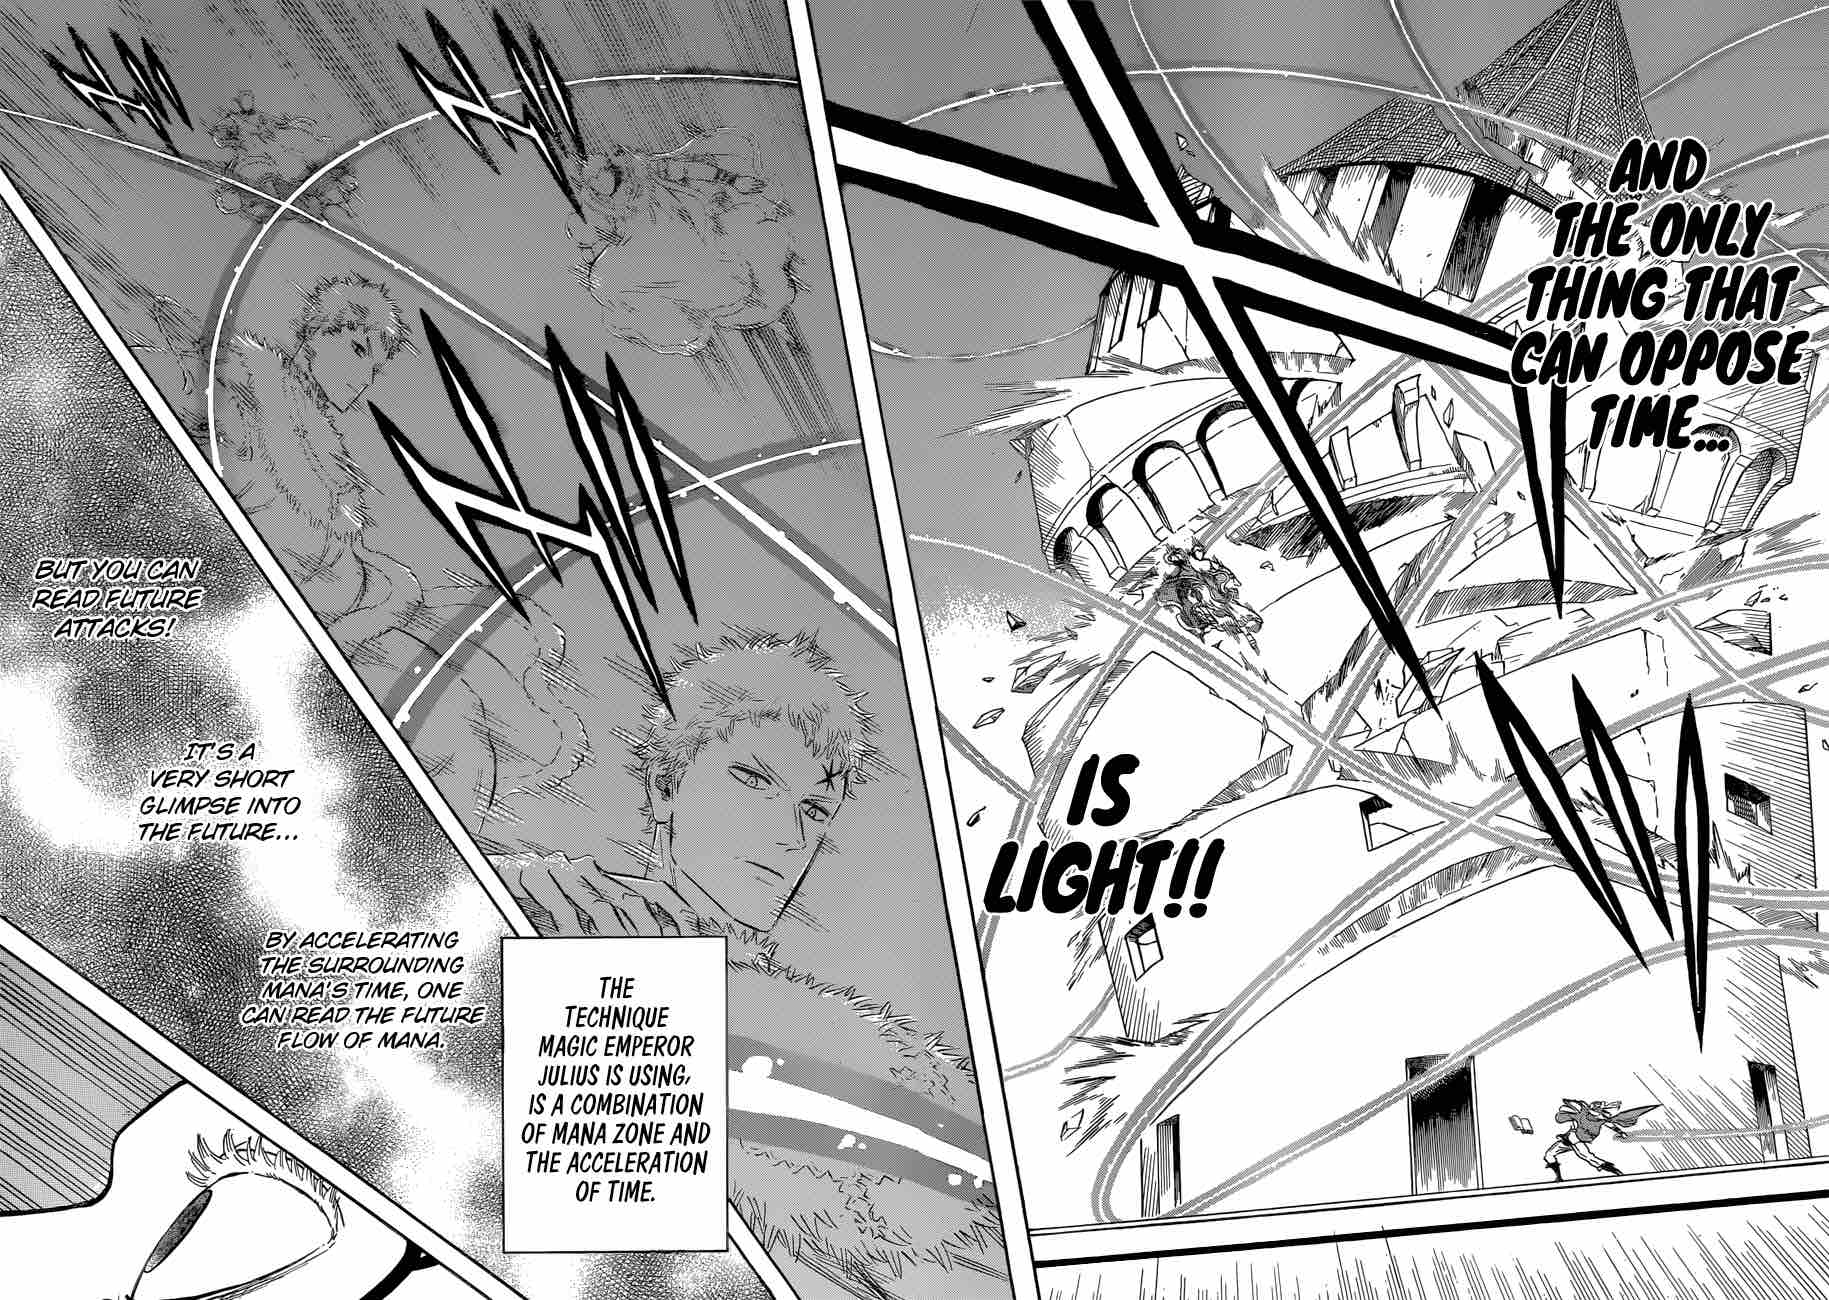 AND
THE ONLY
THING THAT
CAN OPPOSE
TIME...
IS
LIGHT!!
THE
TECHNIQUE
MAGIC EMPEROR
JULIUS IS USING,
IS A COMBINATION
OF MANA ZONE AND
THE ACCELERATION
OF TIME.
BY ACCELERATING
THE SURROUNDING
MANA'S TIME, ONE
CAN READ THE FUTURE
FLOW OF MANA.
IT'S A
VERY SHORT
GLIMPSE INTO
THE FUTURE...
BUT YOU CAN
READ FUTURE
ATTACKS!